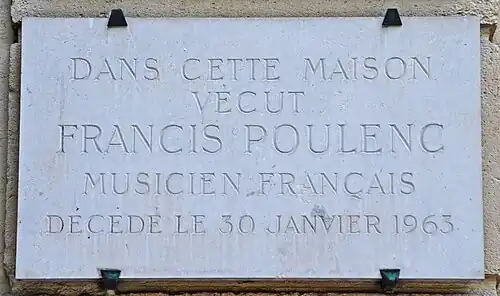 DANS CETTE MAISON
VÉCUT
FRANCIS POULENC
MUSICIEN FRANÇAIS
DÉCÉDÉ LE 30 JANVIER 1963